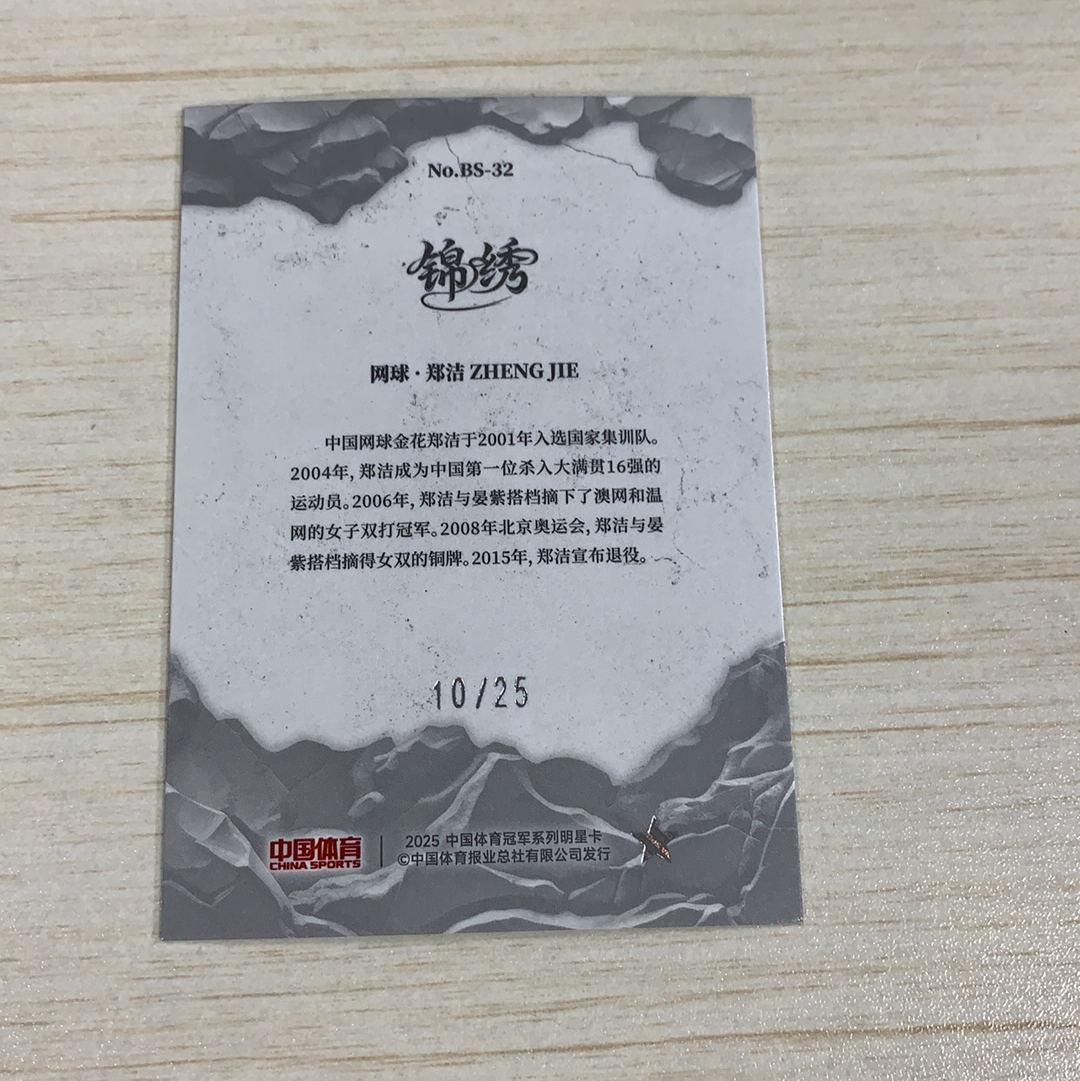 No.BS-32
锦绣
网球·郑洁 ZHENG JIE
中国网球金花郑洁于2001年入选国家集训队。
2004年, 郑洁成为中国第一位杀入大满贯16强的
运动员。2006年, 郑洁与晏紫搭档摘下了澳网和温
网的女子双打冠军。2008年北京奥运会, 郑洁与晏
紫搭档摘得女双的铜牌。2015年, 郑洁宣布退役。
10/25
中国体育
CHINA SPORTS
2025 中国体育冠军系列明星卡
©中国体育报业总社有限公司发行